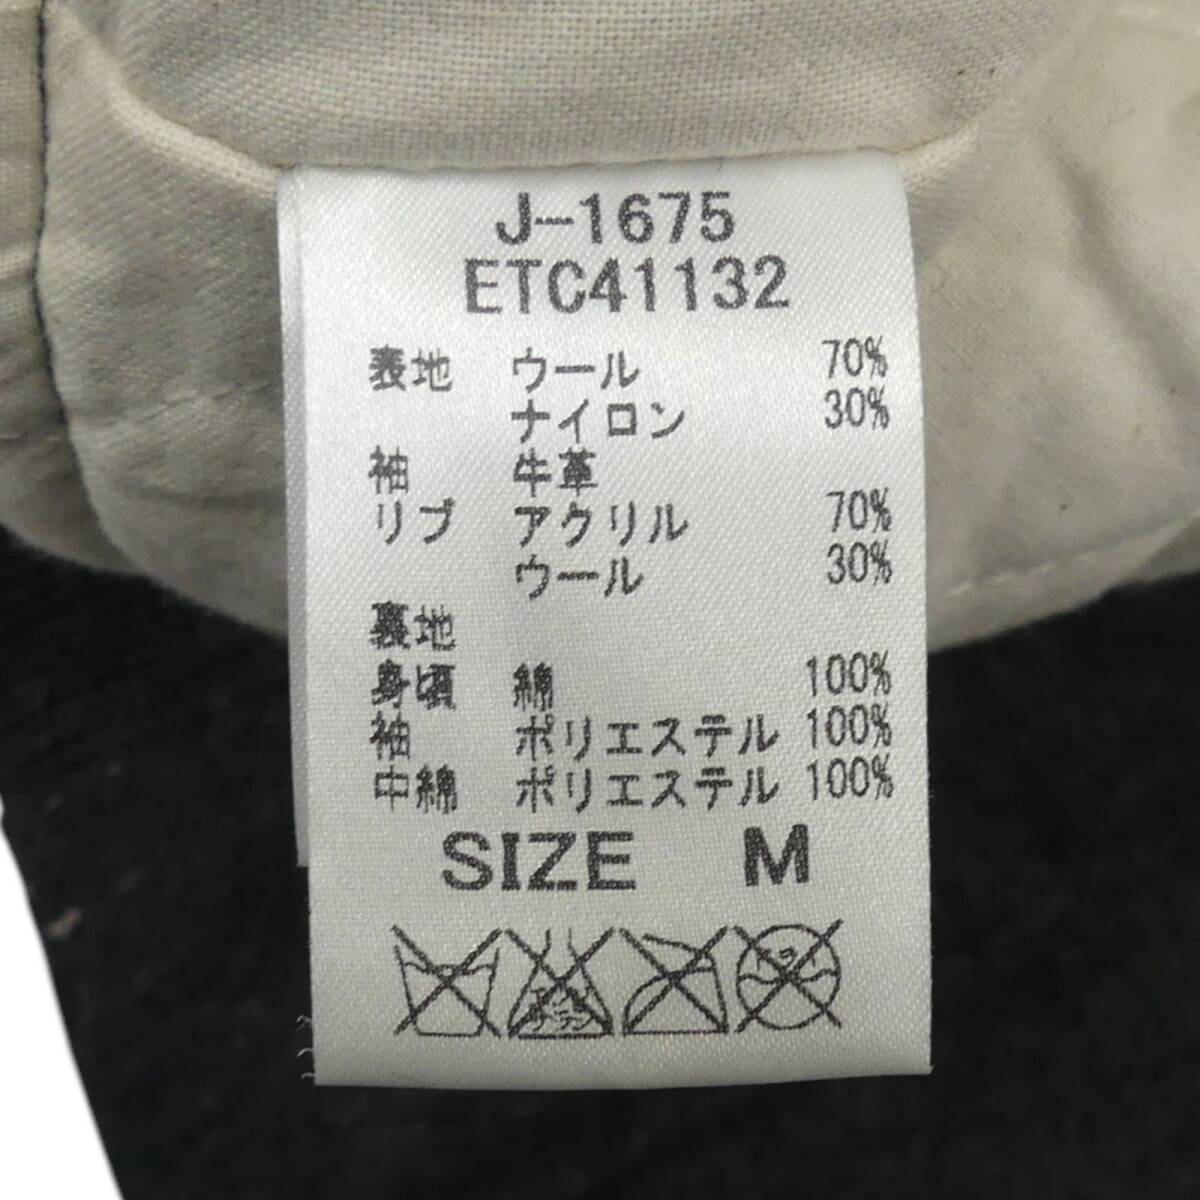 J-1675
ETC41132
表地 ウール 70%
ナイロン 30%
袖 牛革
リブ アクリル 70%
ウール 30%
裏地
身頃 綿 100%
袖 ポリエステル 100%
中綿 ポリエステル 100%
SIZE M